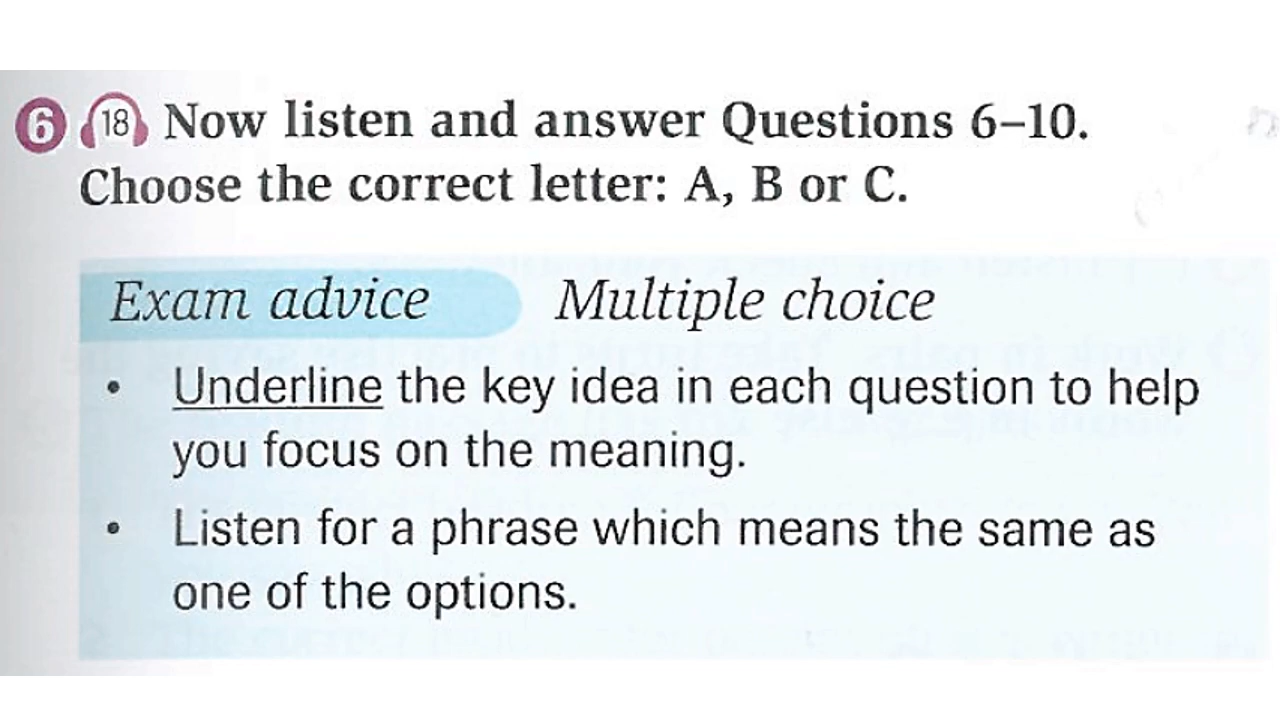 6 18 Now listen and answer Questions 6–10.
Choose the correct letter: A, B or C.
Exam advice Multiple choice
• Underline the key idea in each question to help
you focus on the meaning.
• Listen for a phrase which means the same as
one of the options.